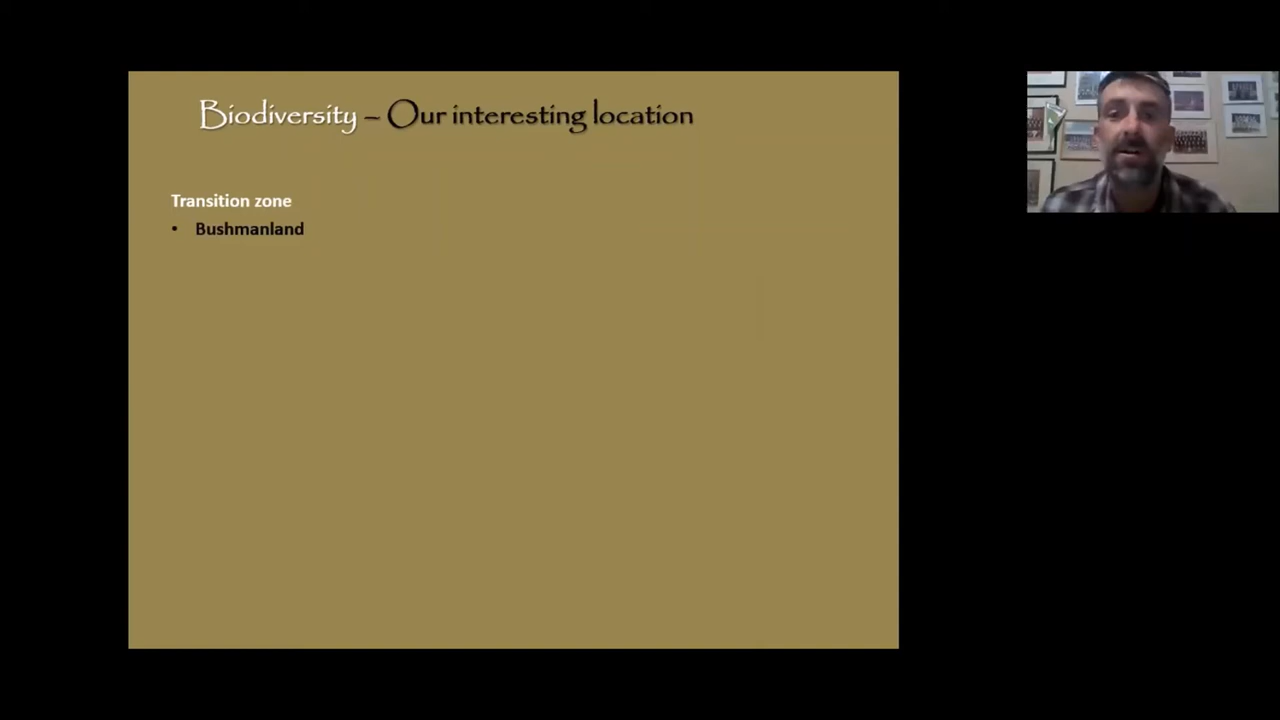 Biodiversity – Our interesting location
Transition zone
• Bushmanland